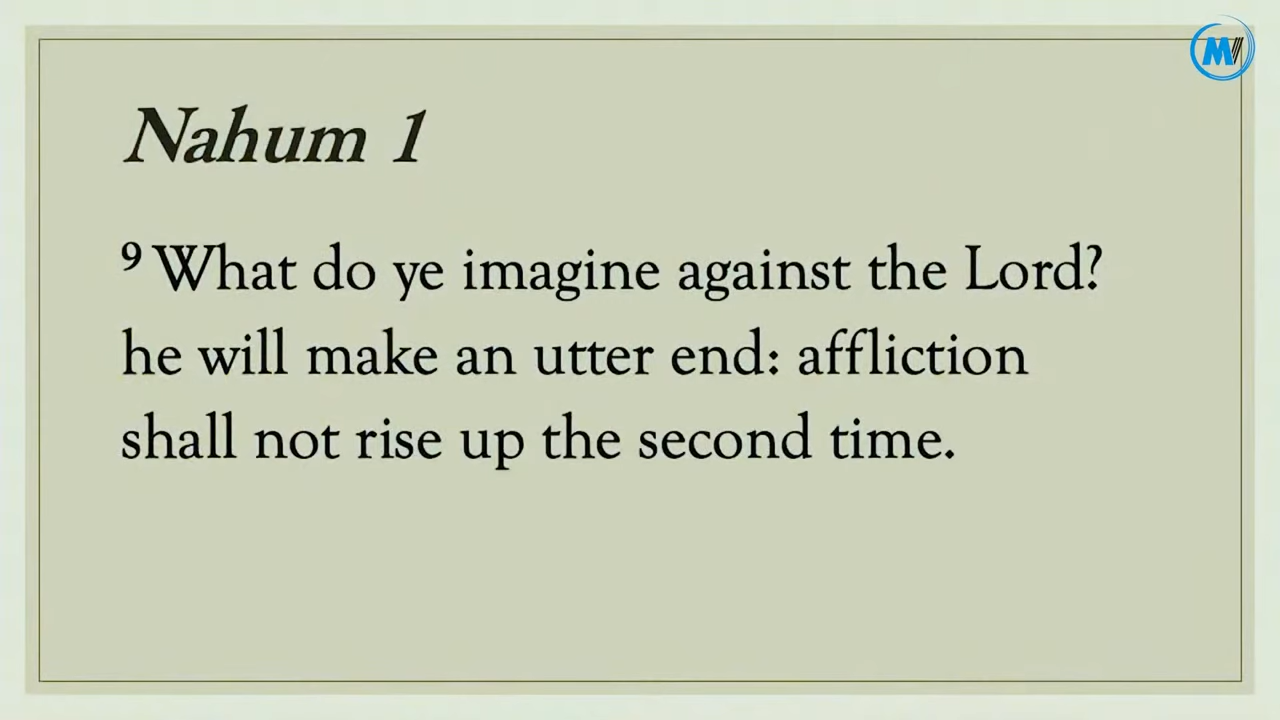 Nahum 1
⁹ What do ye imagine against the Lord?
he will make an utter end: affliction
shall not rise up the second time.
M